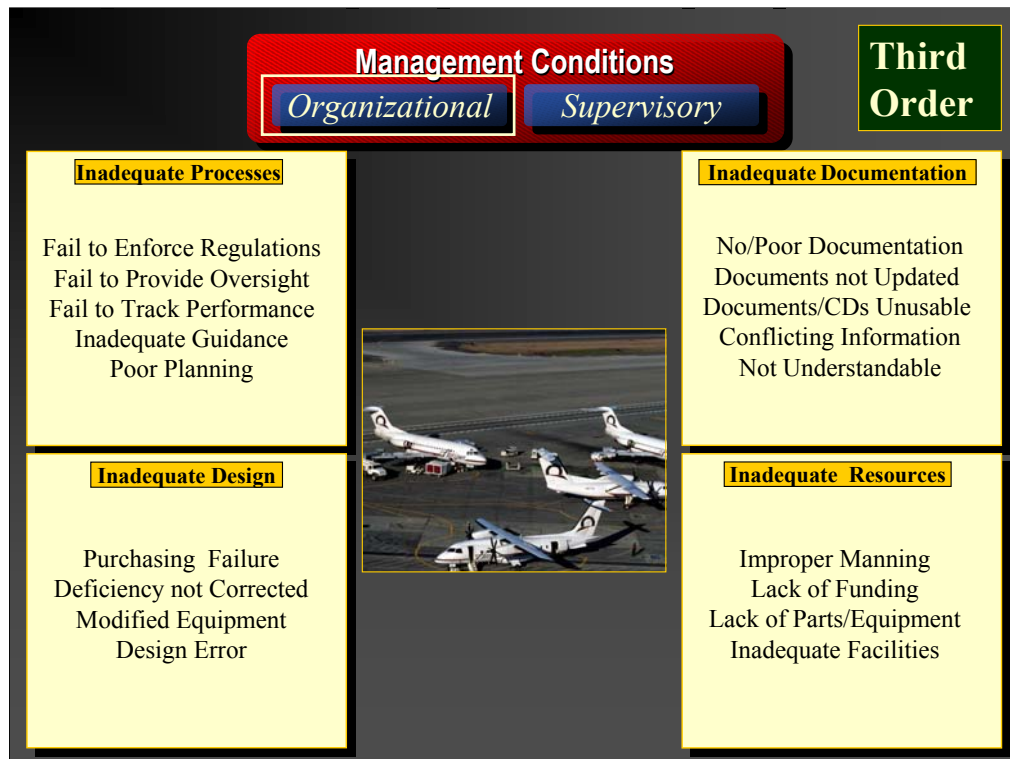 Management Conditions
Organizational
Supervisory
Third
Order
Inadequate Processes
Fail to Enforce Regulations
Fail to Provide Oversight
Fail to Track Performance
Inadequate Guidance
Poor Planning
Inadequate Documentation
No/Poor Documentation
Documents not Updated
Documents/CDs Unusable
Conflicting Information
Not Understandable
Inadequate Design
Purchasing Failure
Deficiency not Corrected
Modified Equipment
Design Error
Inadequate Resources
Improper Manning
Lack of Funding
Lack of Parts/Equipment
Inadequate Facilities